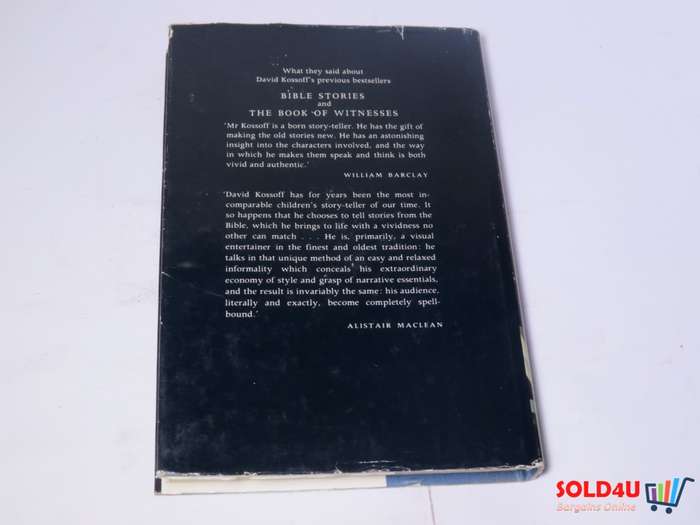 What they said about
David Kossoff's previous bestsellers
BIBLE STORIES
and
THE BOOK OF WITNESSES
'Mr Kossoff is a born story-teller. He has the gift of
making the old stories new. He has an astonishing
insight into the characters involved, and the way
in which he makes them speak and think is both
vivid and authentic.'
WILLIAM BARCLAY
'David Kossoff has for years been the most in-
comparable children's story-teller of our time. It
so happens that he chooses to tell stories from the
Bible, which he brings to life with a vividness no
other can match . . . He is, primarily, a visual
entertainer in the finest and oldest tradition: he
talks in that unique method of an easy and relaxed
informality which conceals his extraordinary
economy of style and grasp of narrative essentials,
and the result is invariably the same: his audience,
literally and exactly, become completely spell-
bound.'
ALISTAIR MACLEAN
SOLD4U
Bargains Online